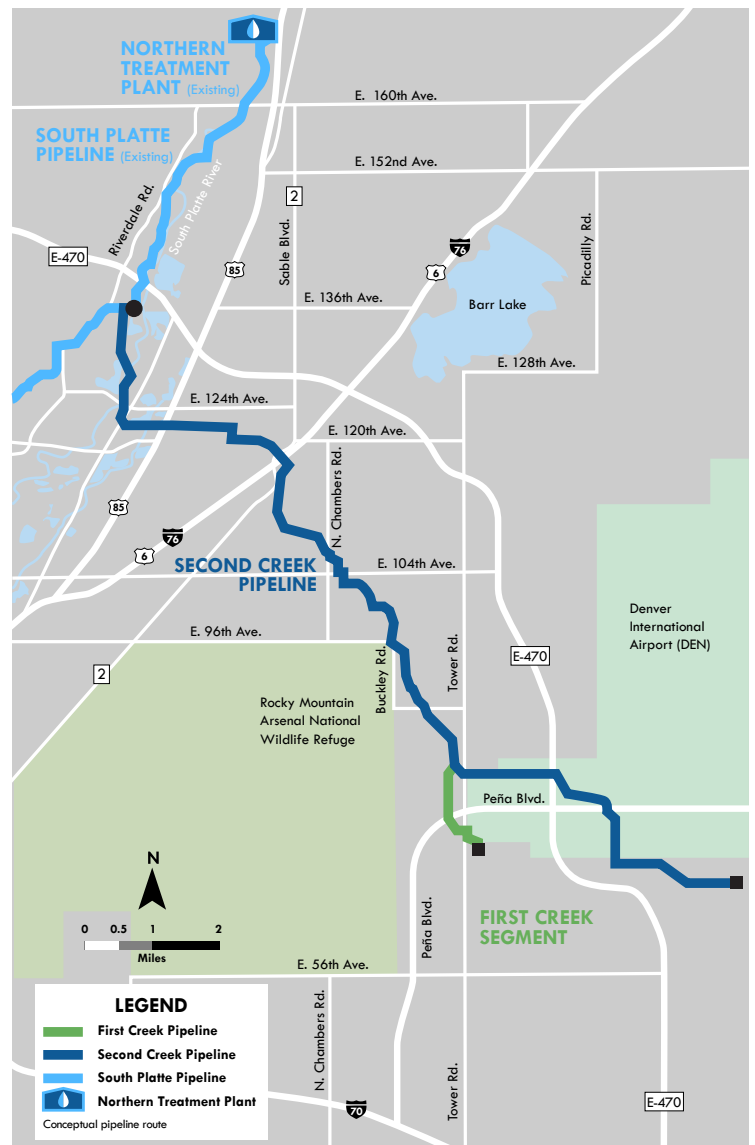 NORTHERN
TREATMENT
PLANT (Existing)
E. 160th Ave.
SOUTH PLATTE
PIPELINE (Existing)
E. 152nd Ave.
Riverdale Rd.
South Platte River
2
Sable Blvd.
Picadilly Rd.
E-470
76
85
6
E. 136th Ave.
Barr Lake
E. 128th Ave.
E. 124th Ave.
E. 120th Ave.
N. Chambers Rd.
85
76
6
SECOND CREEK
PIPELINE
E. 104th Ave.
Denver
International
Airport (DEN)
E. 96th Ave.
Buckley Rd.
Tower Rd.
E-470
2
Rocky Mountain
Arsenal National
Wildlife Refuge
Peña Blvd.
N
0 0.5 1 2
Miles
FIRST CREEK
SEGMENT
Peña Blvd.
E. 56th Ave.
N. Chambers Rd.
Tower Rd.
E-470
70
LEGEND
First Creek Pipeline
Second Creek Pipeline
South Platte Pipeline
Northern Treatment Plant
Conceptual pipeline route